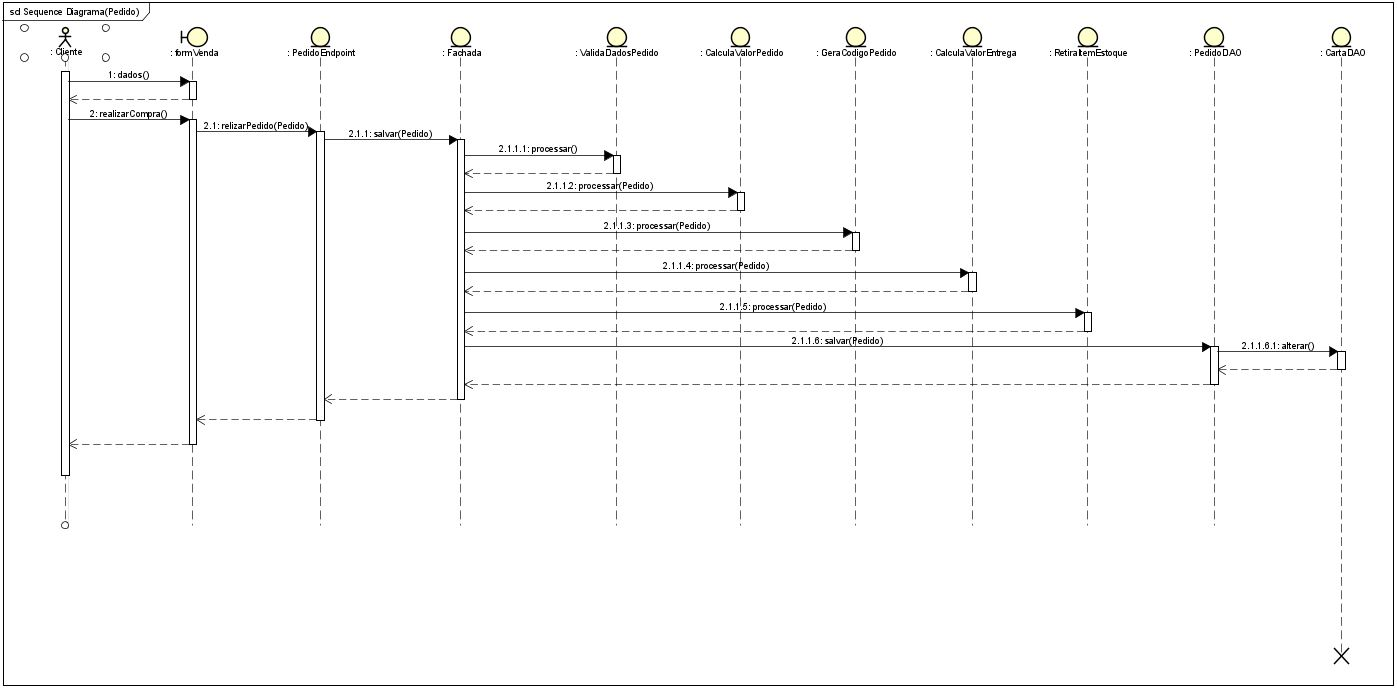 sd Sequence Diagrama(Pedido)
: Cliente
: formVenda
: PedidoEndpoint
: Fachada
: ValidaDadosPedido
: CalculaValorPedido
: GeraCodigoPedido
: CalculaValorEntrega
: RetiraItemEstoque
: PedidoDAO
: CartaDAO
1: dados()
2: realizarCompra()
2.1: relizarPedido(Pedido)
2.1.1: salvar(Pedido)
2.1.1.1: processar()
2.1.1.2: processar(Pedido)
2.1.1.3: processar(Pedido)
2.1.1.4: processar(Pedido)
2.1.1.5: processar(Pedido)
2.1.1.6: salvar(Pedido)
2.1.1.6.1: alterar()